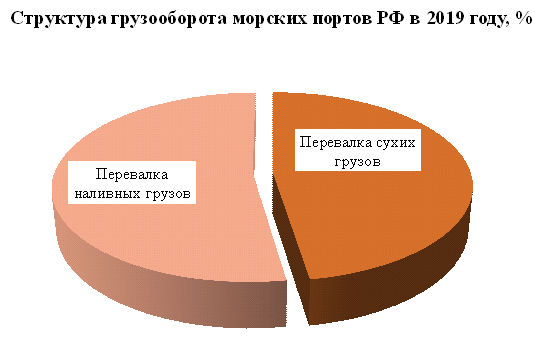 Структура грузооборота морских портов РФ в 2019 году, %
Перевалка сухих
грузов
Перевалка
наливных грузов